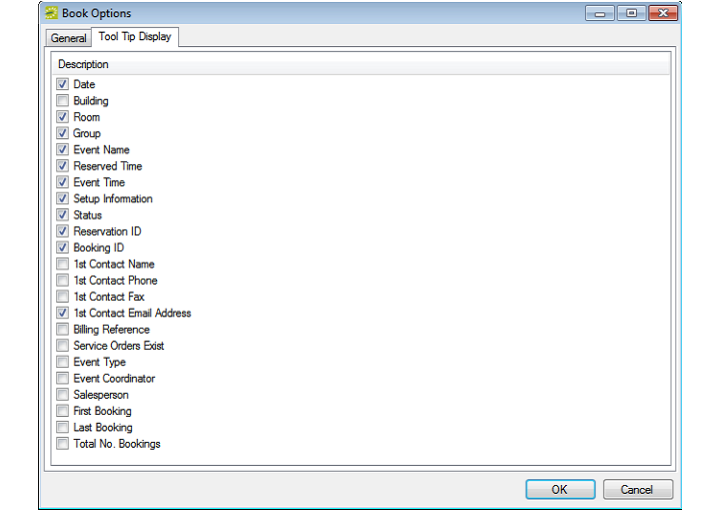 Book Options
General Tool Tip Display
Description
Date
Building
Room
Group
Event Name
Reserved Time
Event Time
Setup Information
Status
Reservation ID
Booking ID
1st Contact Name
1st Contact Phone
1st Contact Fax
1st Contact Email Address
Billing Reference
Service Orders Exist
Event Type
Event Coordinator
Salesperson
First Booking
Last Booking
Total No. Bookings
OK Cancel